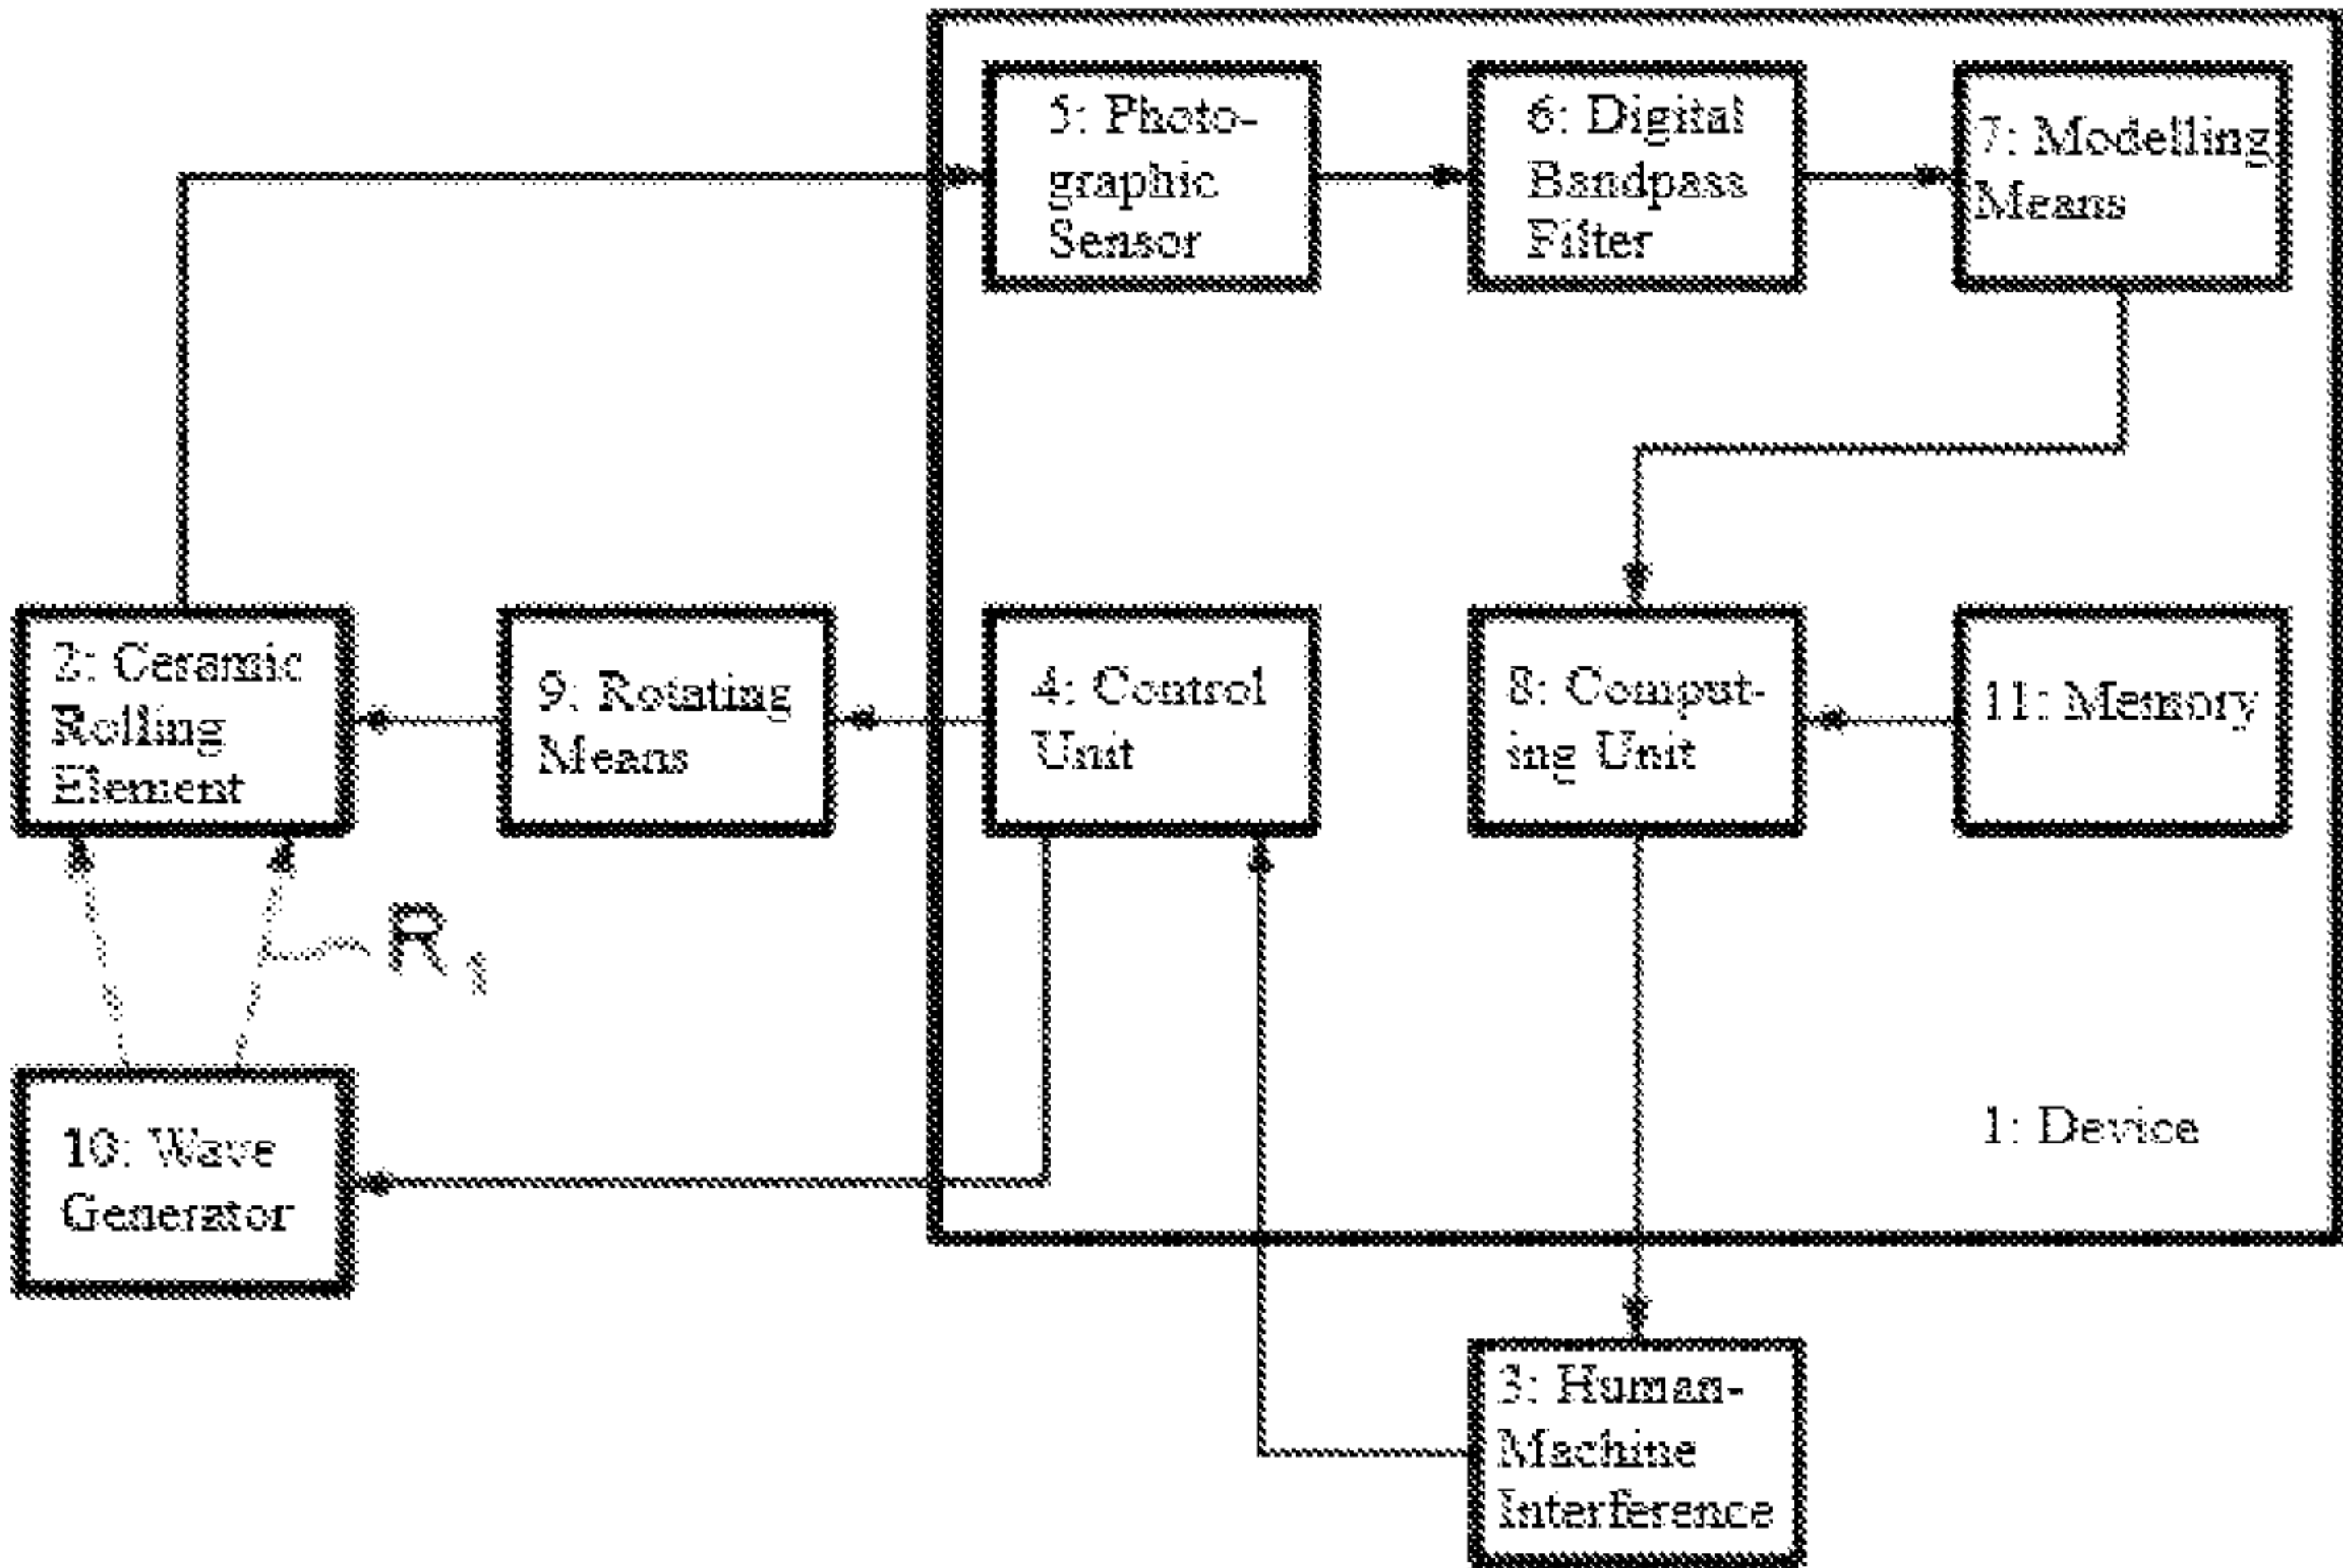 5: Photo-
graphic
Sensor
6: Digital
Bandpass
Filter
7: Modelling
Means
2: Ceramic
Rolling
Element
9: Rotating
Means
4: Control
Unit
8: Comput-
ing Unit
11: Memory
R 1
10: Wave
Generator
1: Device
3: Human-
Machine
Interference